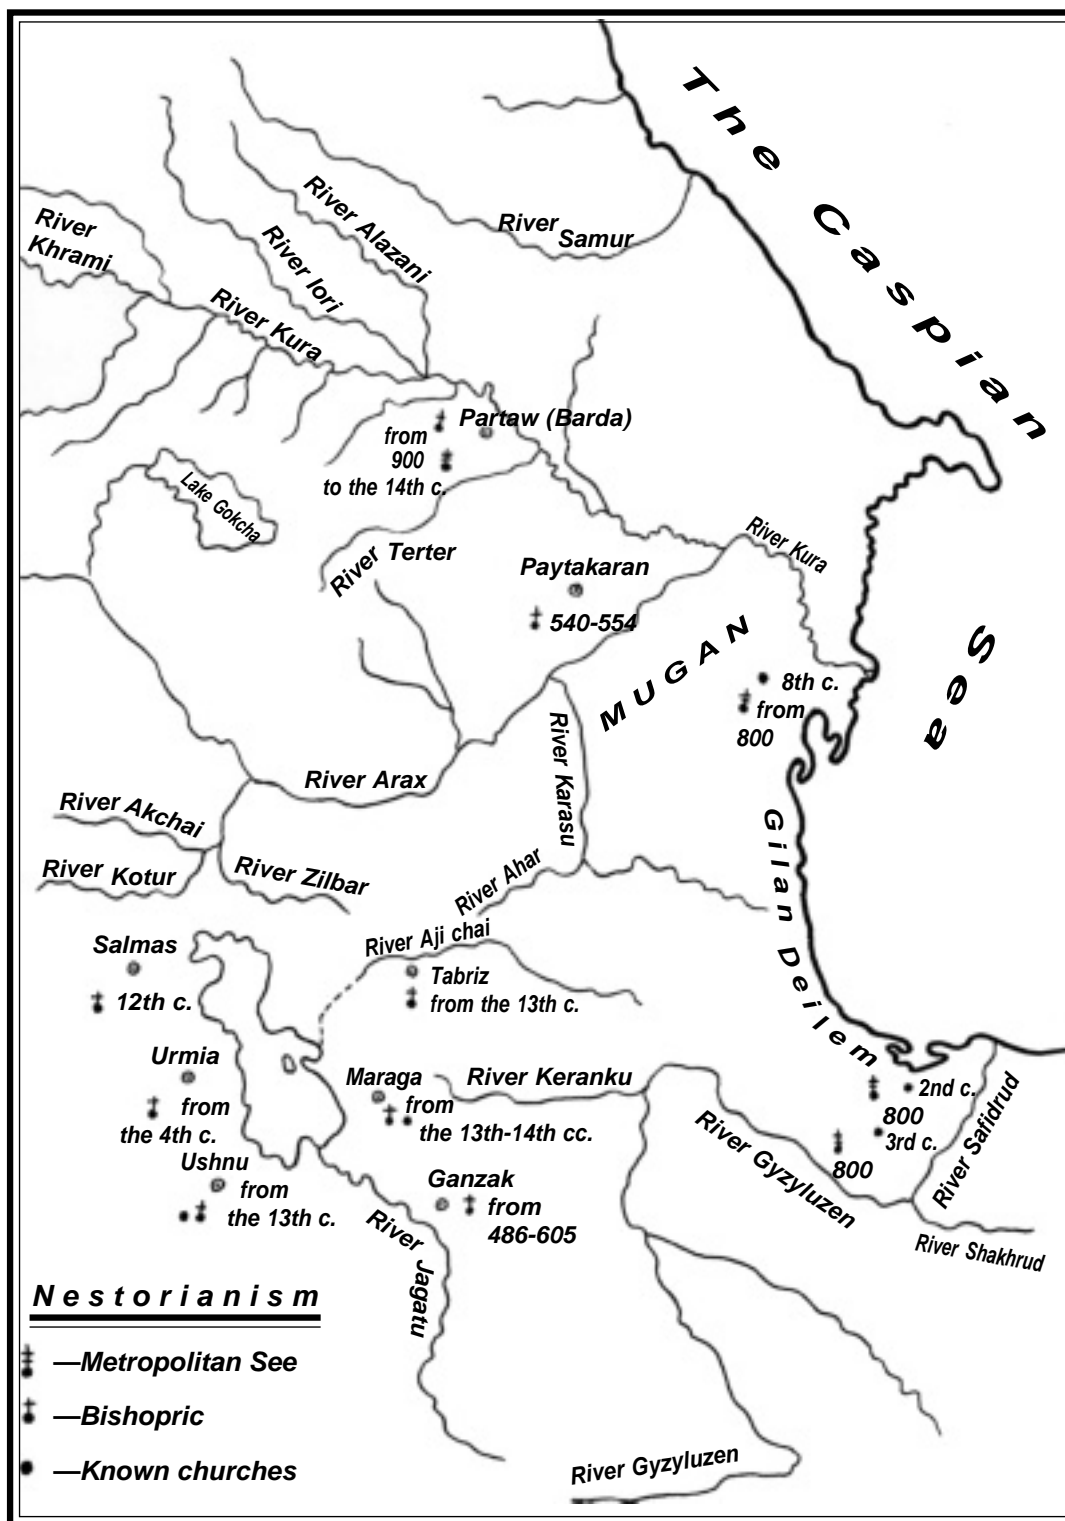 The Caspian
Sea
River
Khrami
River Iori
River Alazani
River
Samur
River Kura
Partaw (Barda)
from
900
to the 14th c.
Lake Gokcha
River Terter
Paytakaran
540-554
River Kura
MUGAN
8th c.
from
800
River Arax
River Karasu
River Akchai
River Kotur
River Zilbar
River Ahar
Gilan Deilem
River Aji chai
Salmas
12th c.
Tabriz
from the 13th c.
Urmia
from
the 4th c.
Maraga
from
the 13th-14th cc.
River Keranku
2nd c.
800
3rd c.
800
River Safidrud
River Gyzyluzen
River Shakhrud
Ushnu
from
the 13th c.
Ganzak
from
486-605
River Jagatu
Nestorianism
—Metropolitan See
—Bishopric
—Known churches
River Gyzyluzen